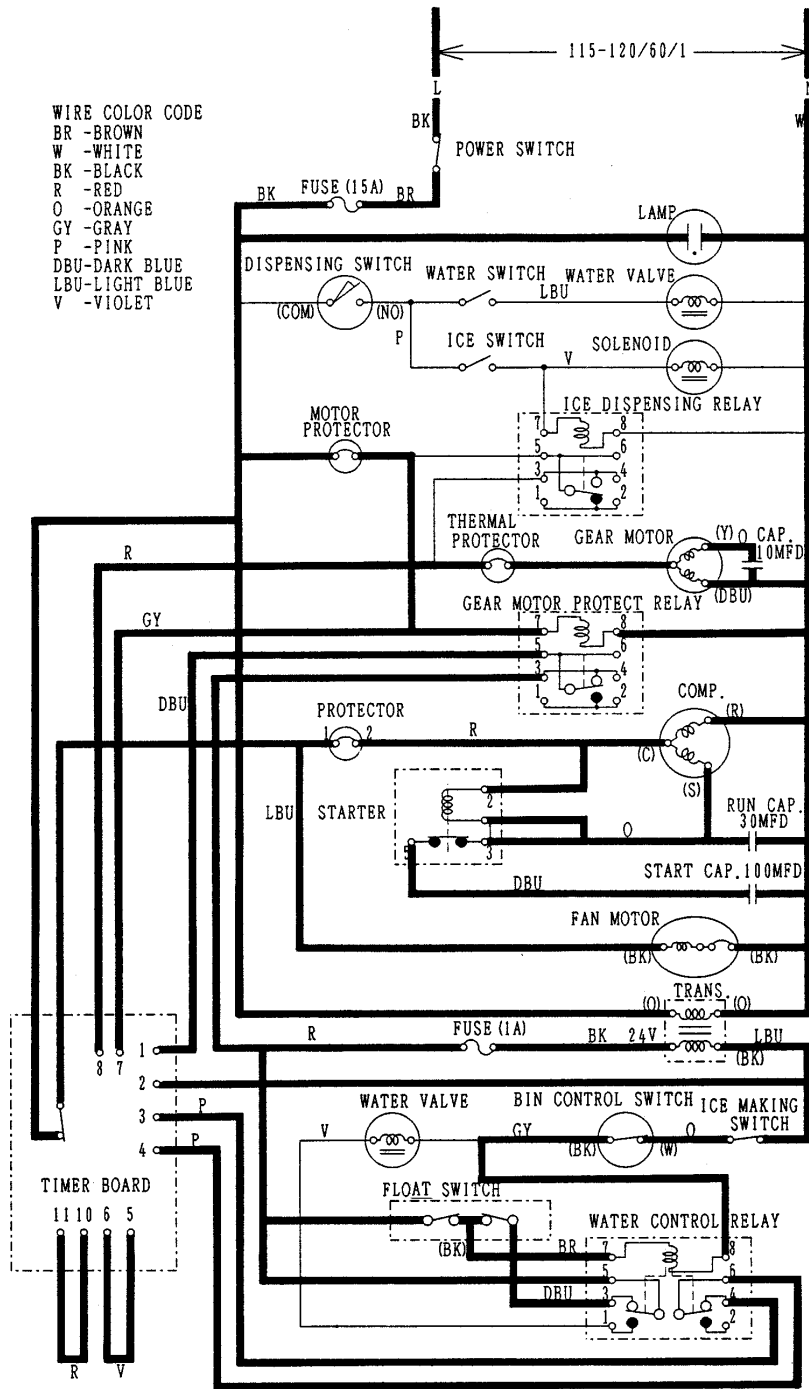 115-120/60/1
L
WIRE COLOR CODE
BR -BROWN
W -WHITE
BK -BLACK
R -RED
O -ORANGE
GY -GRAY
P -PINK
DBU-DARK BLUE
LBU-LIGHT BLUE
V -VIOLET
BK
W
POWER SWITCH
BK
FUSE (15A)
BR
LAMP
DISPENSING SWITCH
WATER SWITCH
WATER VALVE
LBU
(COM)
(NO)
P
ICE SWITCH
V
SOLENOID
ICE DISPENSING RELAY
MOTOR
PROTECTOR
7
8
5
6
3
4
1
2
THERMAL
PROTECTOR
GEAR MOTOR
(Y)
O
CAP.
10MFD
(DBU)
R
GEAR MOTOR PROTECT RELAY
GY
7
8
5
6
3
4
1
2
DBU
COMP.
PROTECTOR
1
2
R
(R)
(C)
(S)
LBU
STARTER
2
5
3
O
RUN CAP.
30MFD
DBU
START CAP.100MFD
FAN MOTOR
(BK)
(BK)
TRANS.
(O)
(O)
R
FUSE (1A)
BK
24V
LBU
(BK)
8
7
1
2
3
4
P
P
WATER VALVE
V
BIN CONTROL SWITCH
GY
(BK)
(W)
O
ICE MAKING
SWITCH
TIMER BOARD
11
10
6
5
FLOAT SWITCH
(BK)
WATER CONTROL RELAY
BR
7
8
5
6
DBU
3
4
1
2
R
V